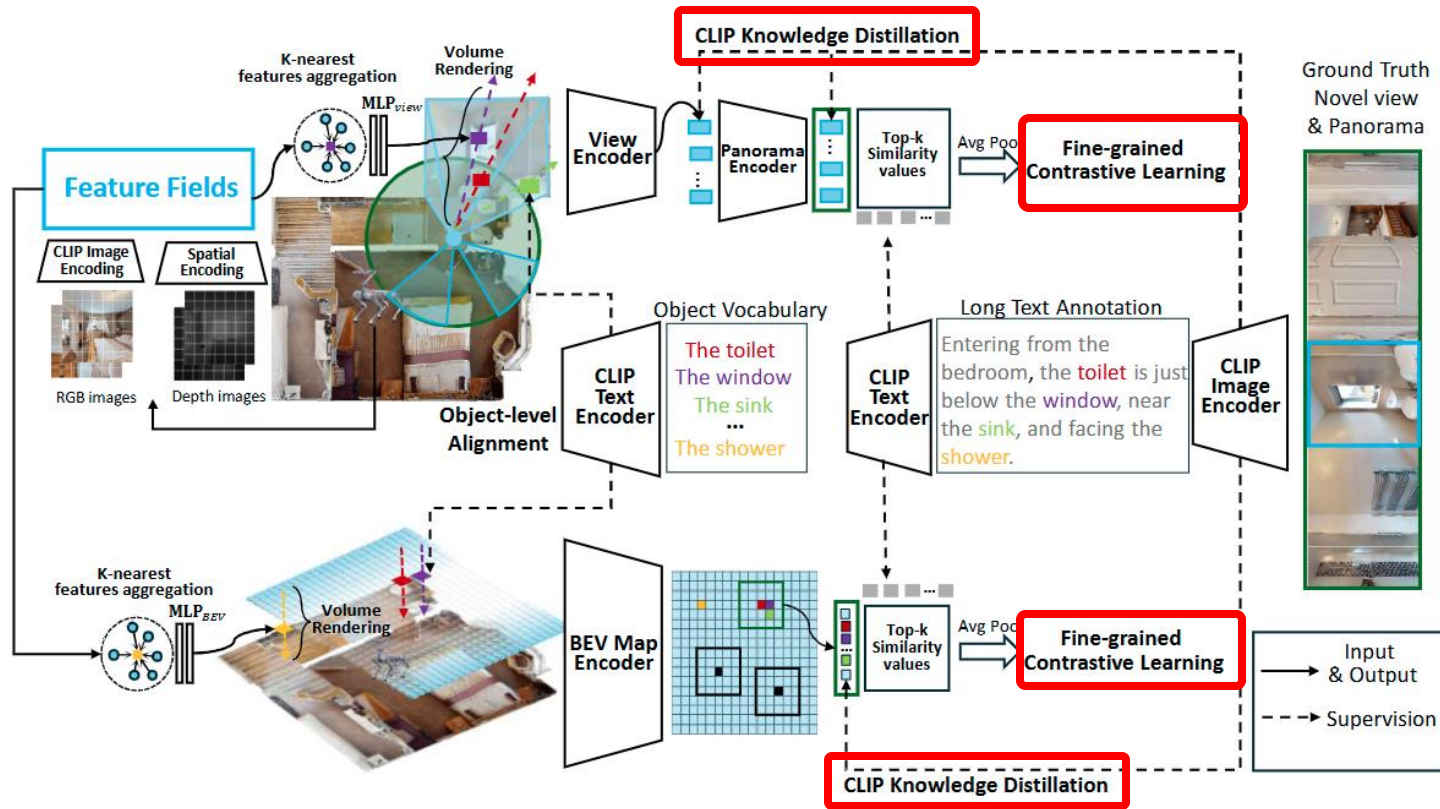 CLIP Knowledge Distillation
Volume
Rendering
K-nearest
features aggregation
MLP_view
Ground Truth
Novel view
& Panorama
Feature Fields
View
Encoder
Panorama
Encoder
Top-k
Similarity
values
Avg Poo
Fine-grained
Contrastive Learning
CLIP Image
Encoding
Spatial
Encoding
RGB images
Depth images
Object-level
Alignment
CLIP
Text
Encoder
Object Vocabulary
The toilet
The window
The sink
...
The shower
CLIP
Text
Encoder
Long Text Annotation
Entering from the
bedroom, the toilet is just
below the window, near
the sink, and facing the
shower.
CLIP
Image
Encoder
K-nearest
features aggregation
MLP_BEV
Volume
Rendering
BEV Map
Encoder
Top-k
Similarity
values
Avg Poo
Fine-grained
Contrastive Learning
CLIP Knowledge Distillation
Input
& Output
Supervision